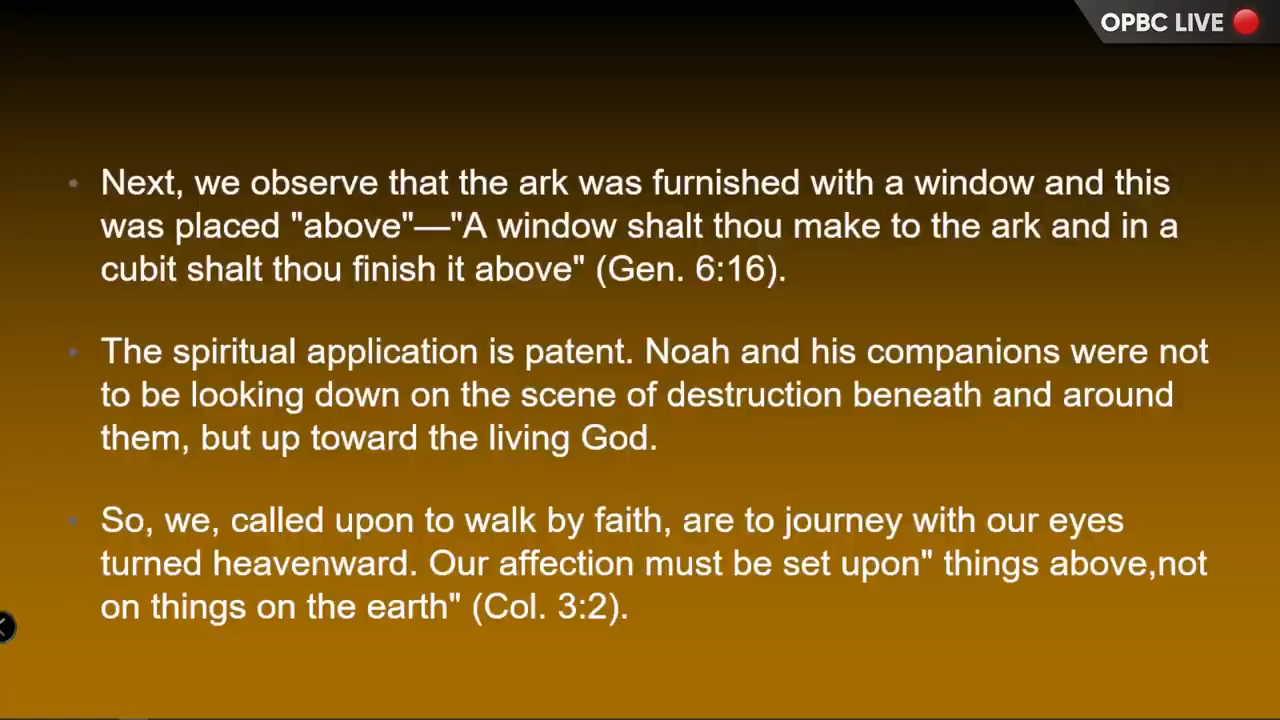 OPBC LIVE
• Next, we observe that the ark was furnished with a window and this
was placed "above"—"A window shalt thou make to the ark and in a
cubit shalt thou finish it above" (Gen. 6:16).
• The spiritual application is patent. Noah and his companions were not
to be looking down on the scene of destruction beneath and around
them, but up toward the living God.
• So, we, called upon to walk by faith, are to journey with our eyes
turned heavenward. Our affection must be set upon" things above,not
on things on the earth" (Col. 3:2).